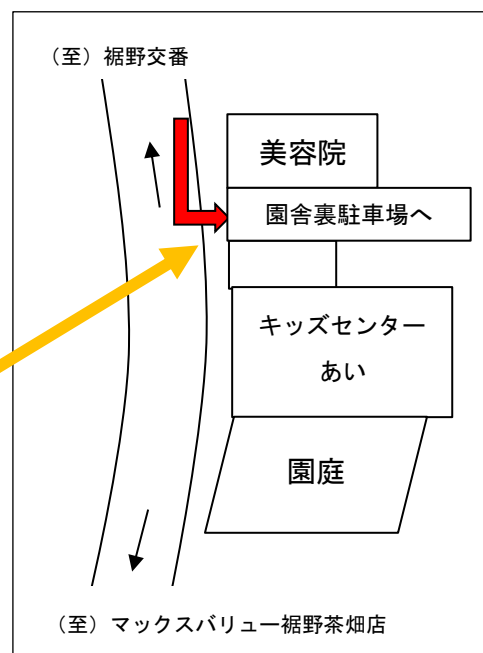 （至）裾野交番
美容院
園舎裏駐車場へ
キッズセンター
あい
園庭
（至）マックスバリュー裾野茶畑店